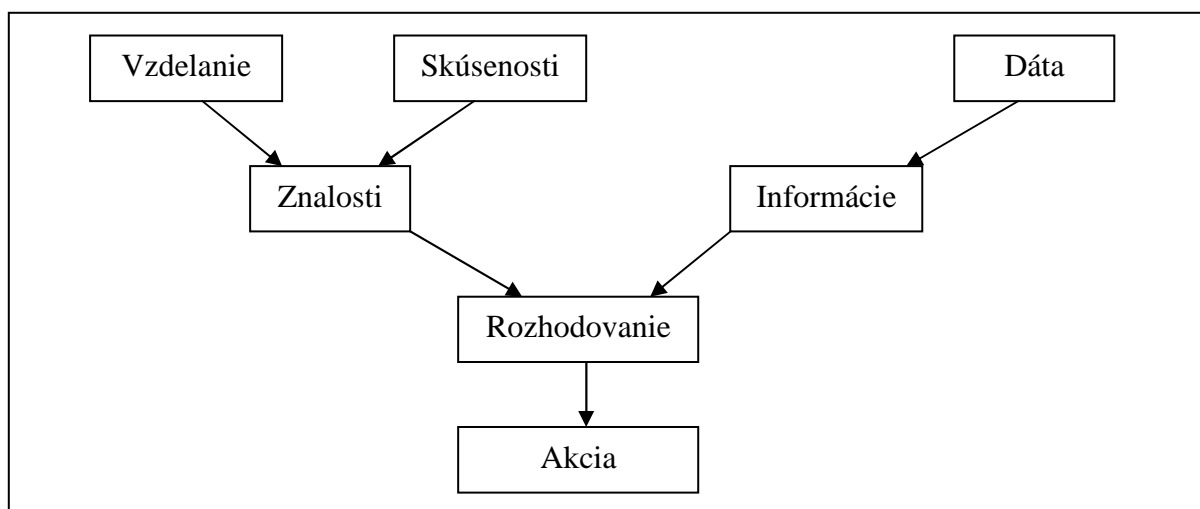 Vzdelanie
Skúsenosti
Dáta
Znalosti
Informácie
Rozhodovanie
Akcia